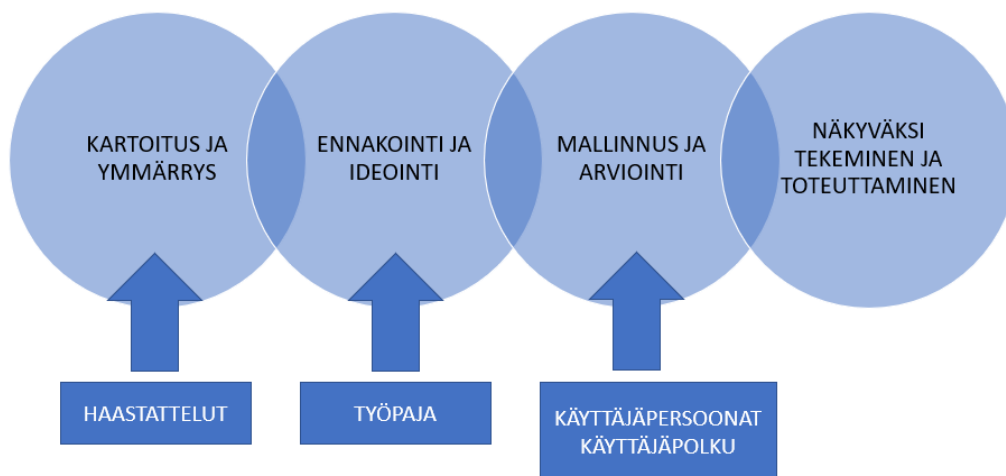 KARTOITUS JA
YMMÄRRYS
ENNAKOINTI JA
IDEOINTI
MALLINNUS JA
ARVIOINTI
NÄKYVÄKSI
TEKEMINEN JA
TOTEUTTAMINEN
HAASTATTELUT
TYÖPAJA
KÄYTTÄJÄPERSOONAT
KÄYTTÄJÄPOLKU